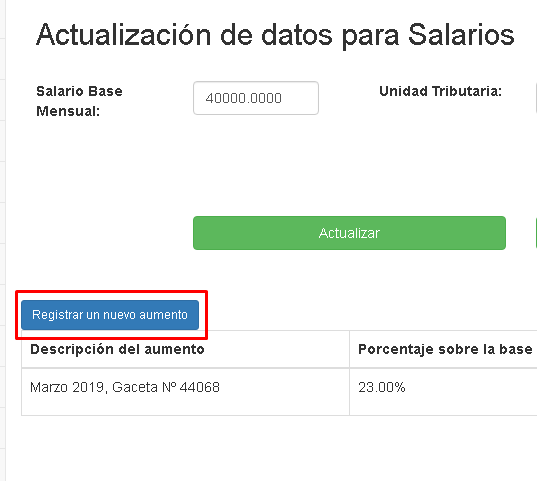 Actualización de datos para Salarios
Salario Base Mensual:
40000.0000
Unidad Tributaria:
Actualizar
Registrar un nuevo aumento
Descripción del aumento
Porcentaje sobre la base
Marzo 2019, Gaceta Nº 44068
23.00%